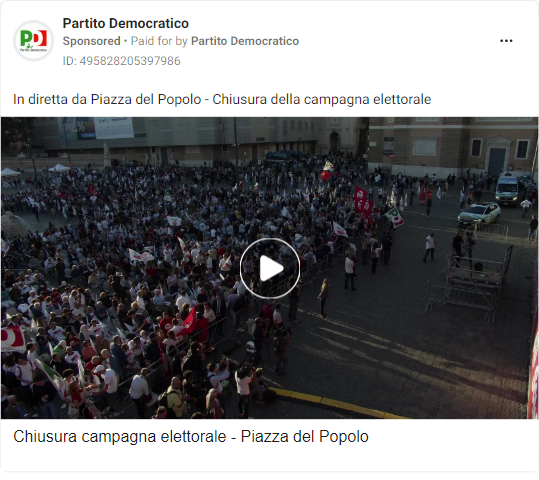 PD
Partito Democratico
Partito Democratico
Sponsored • Paid for by Partito Democratico
ID: 495828205397986
In diretta da Piazza del Popolo - Chiusura della campagna elettorale
Chiusura campagna elettorale - Piazza del Popolo